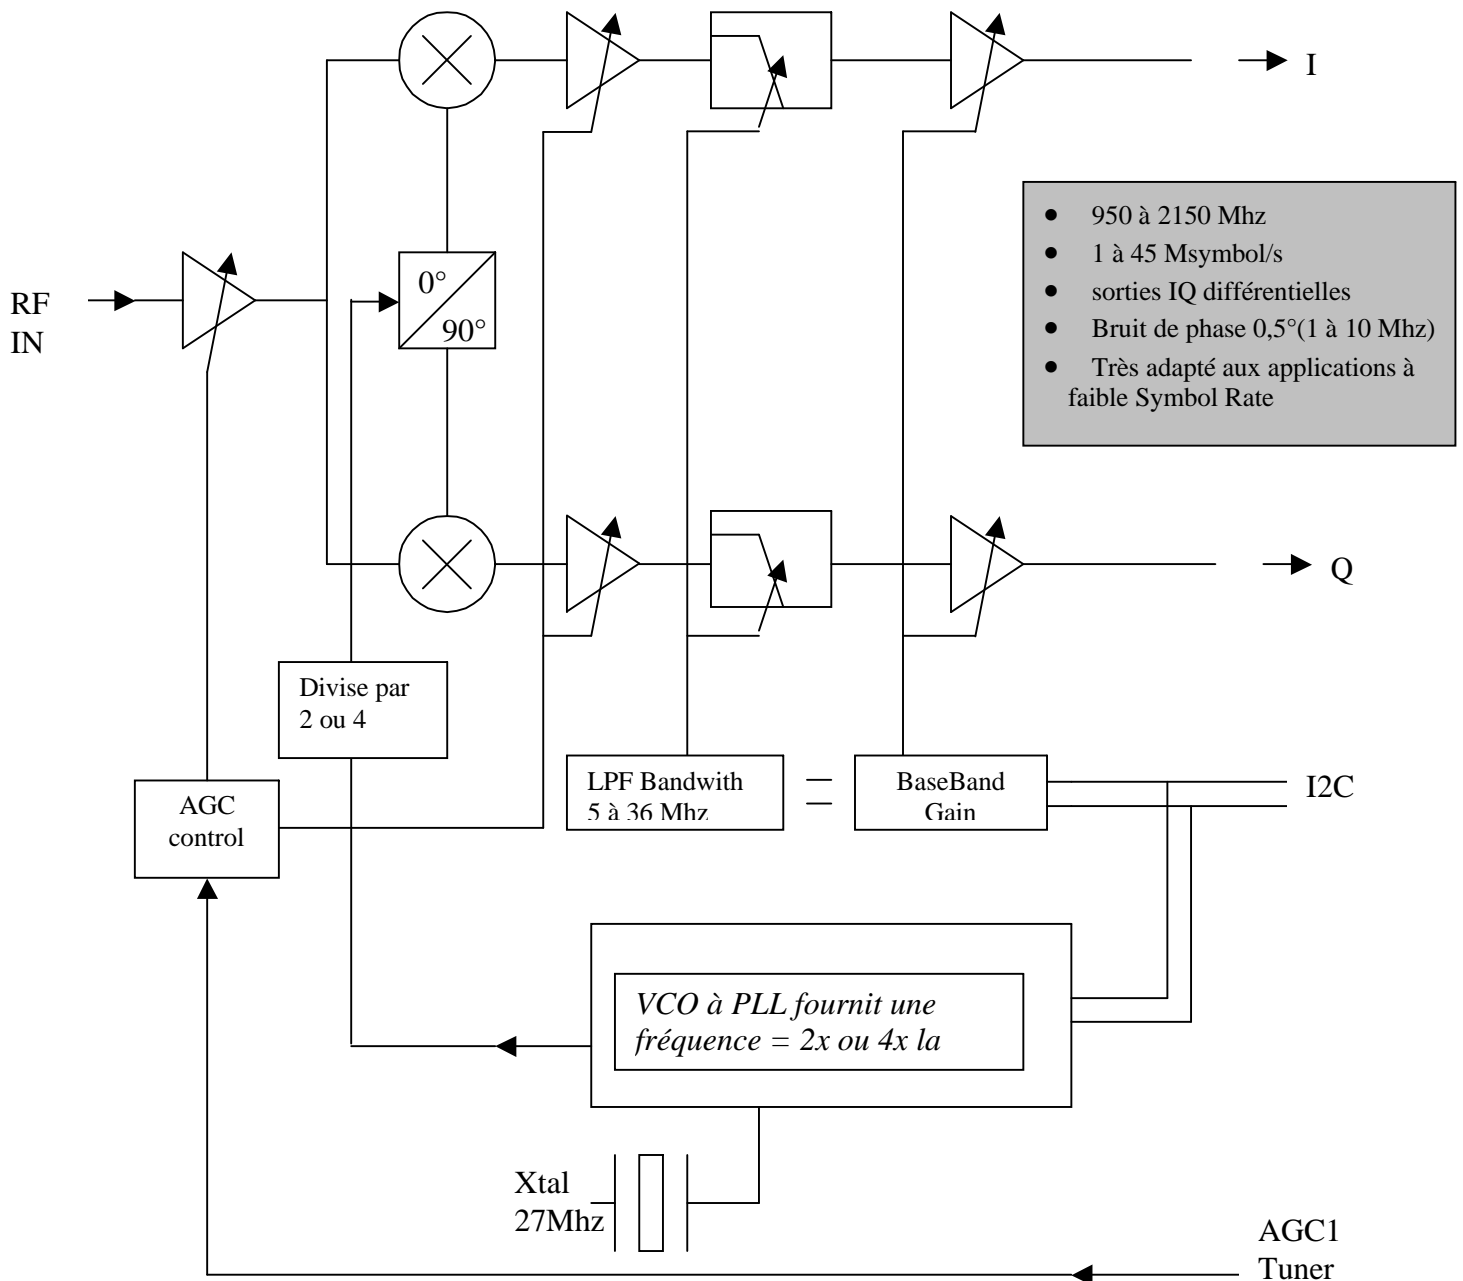 I
• 950 à 2150 Mhz
• 1 à 45 Msymbol/s
• sorties IQ différentielles
• Bruit de phase 0,5°(1 à 10 Mhz)
• Très adapté aux applications à
faible Symbol Rate
RF
IN
0°
90°
Q
Divise par
2 ou 4
AGC
control
LPF Bandwith
5 à 36 Mhz
BaseBand
Gain
I2C
VCO à PLL fournit une
fréquence = 2x ou 4x la
Xtal
27Mhz
AGC1
Tuner